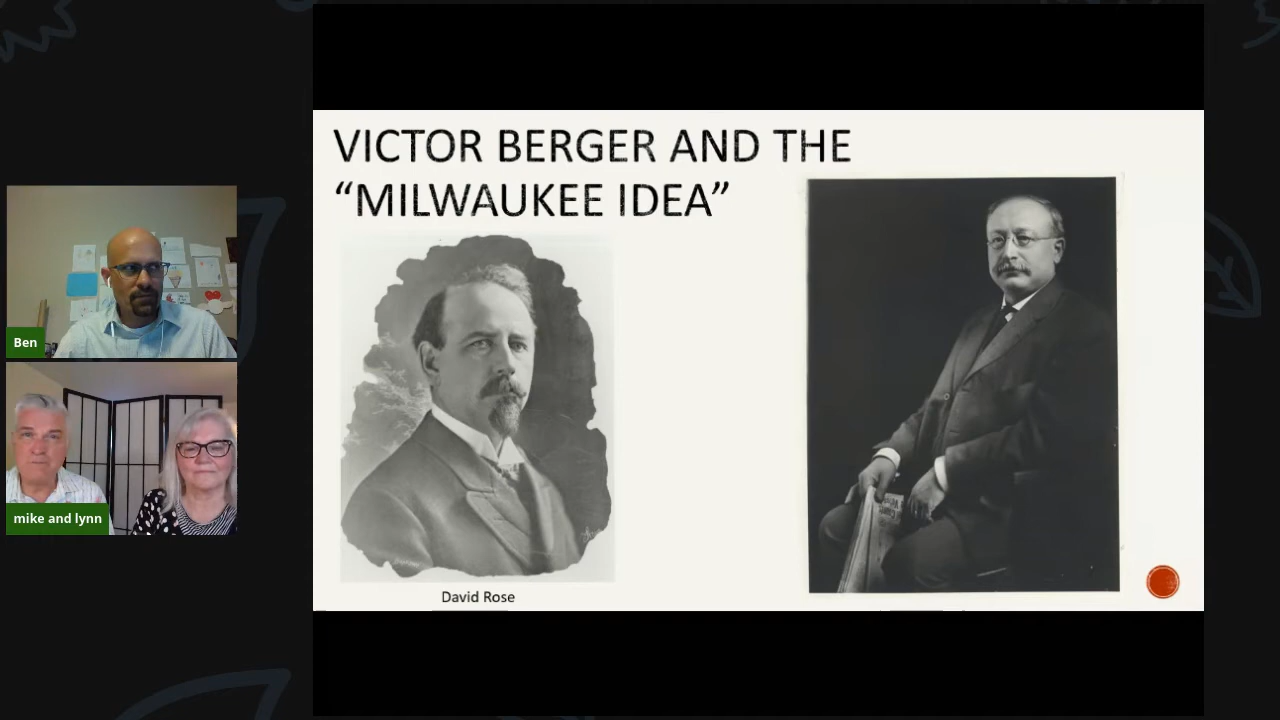 VICTOR BERGER AND THE
“MILWAUKEE IDEA”
David Rose
Ben
mike and lynn